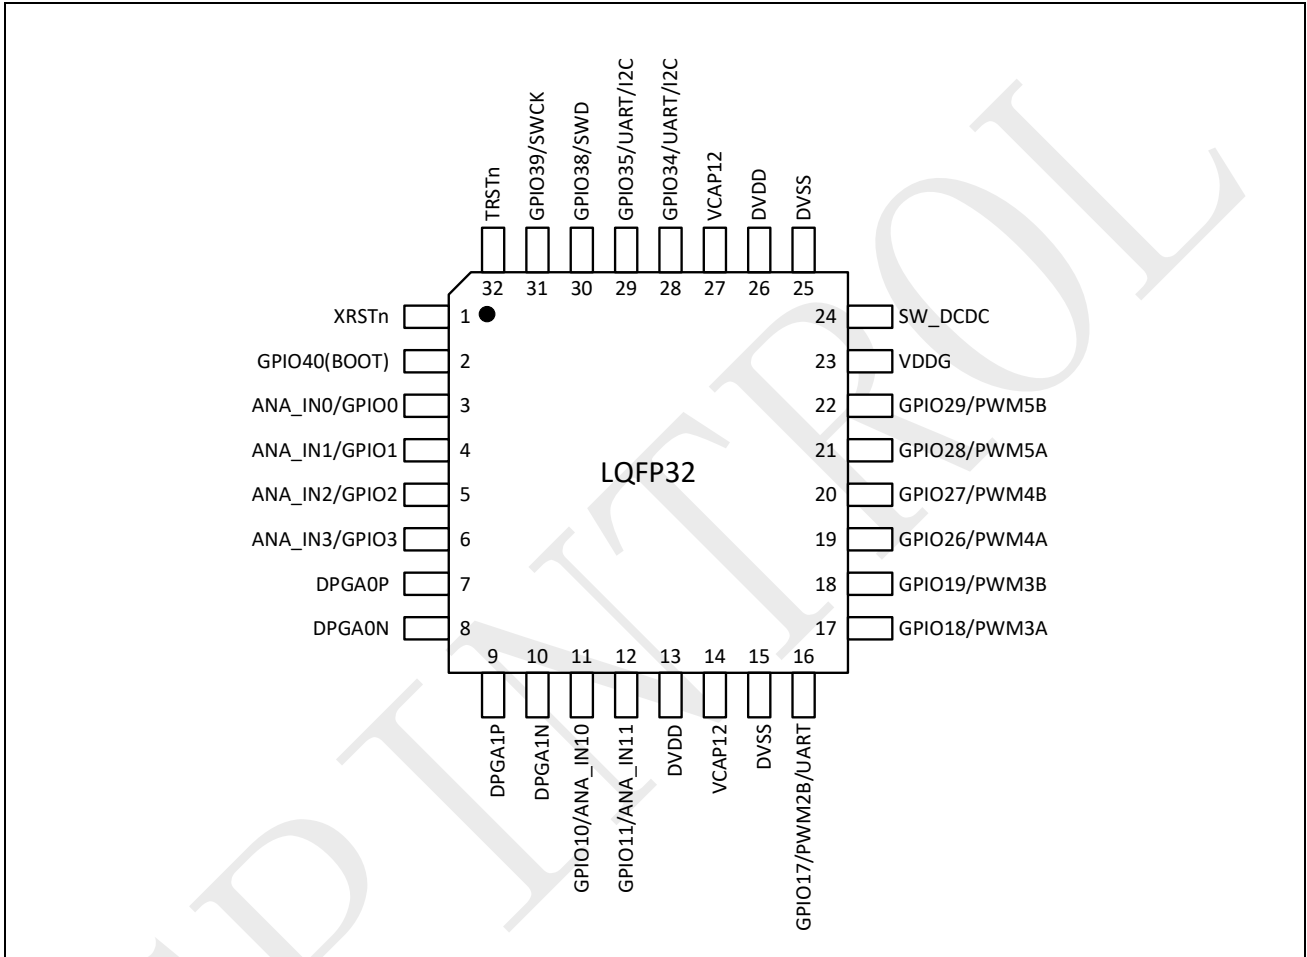 TRSTn
GPIO39/SWCK
GPIO38/SWD
GPIO35/UART/I2C
GPIO34/UART/I2C
VCAP12
DVDD
DVSS
32 31 30 29 28 27 26 25
XRSTn 1 24 SW_DCDC
GPIO40(BOOT) 2 23 VDDG
ANA_IN0/GPIO0 3 22 GPIO29/PWM5B
ANA_IN1/GPIO1 4 21 GPIO28/PWM5A
LQFP32
ANA_IN2/GPIO2 5 20 GPIO27/PWM4B
ANA_IN3/GPIO3 6 19 GPIO26/PWM4A
DPGA0P 7 18 GPIO19/PWM3B
DPGA0N 8 17 GPIO18/PWM3A
9 10 11 12 13 14 15 16
DPGA1P
DPGA1N
GPIO10/ANA_IN10
GPIO11/ANA_IN11
DVDD
VCAP12
DVSS
GPIO17/PWM2B/UART
PINTROL